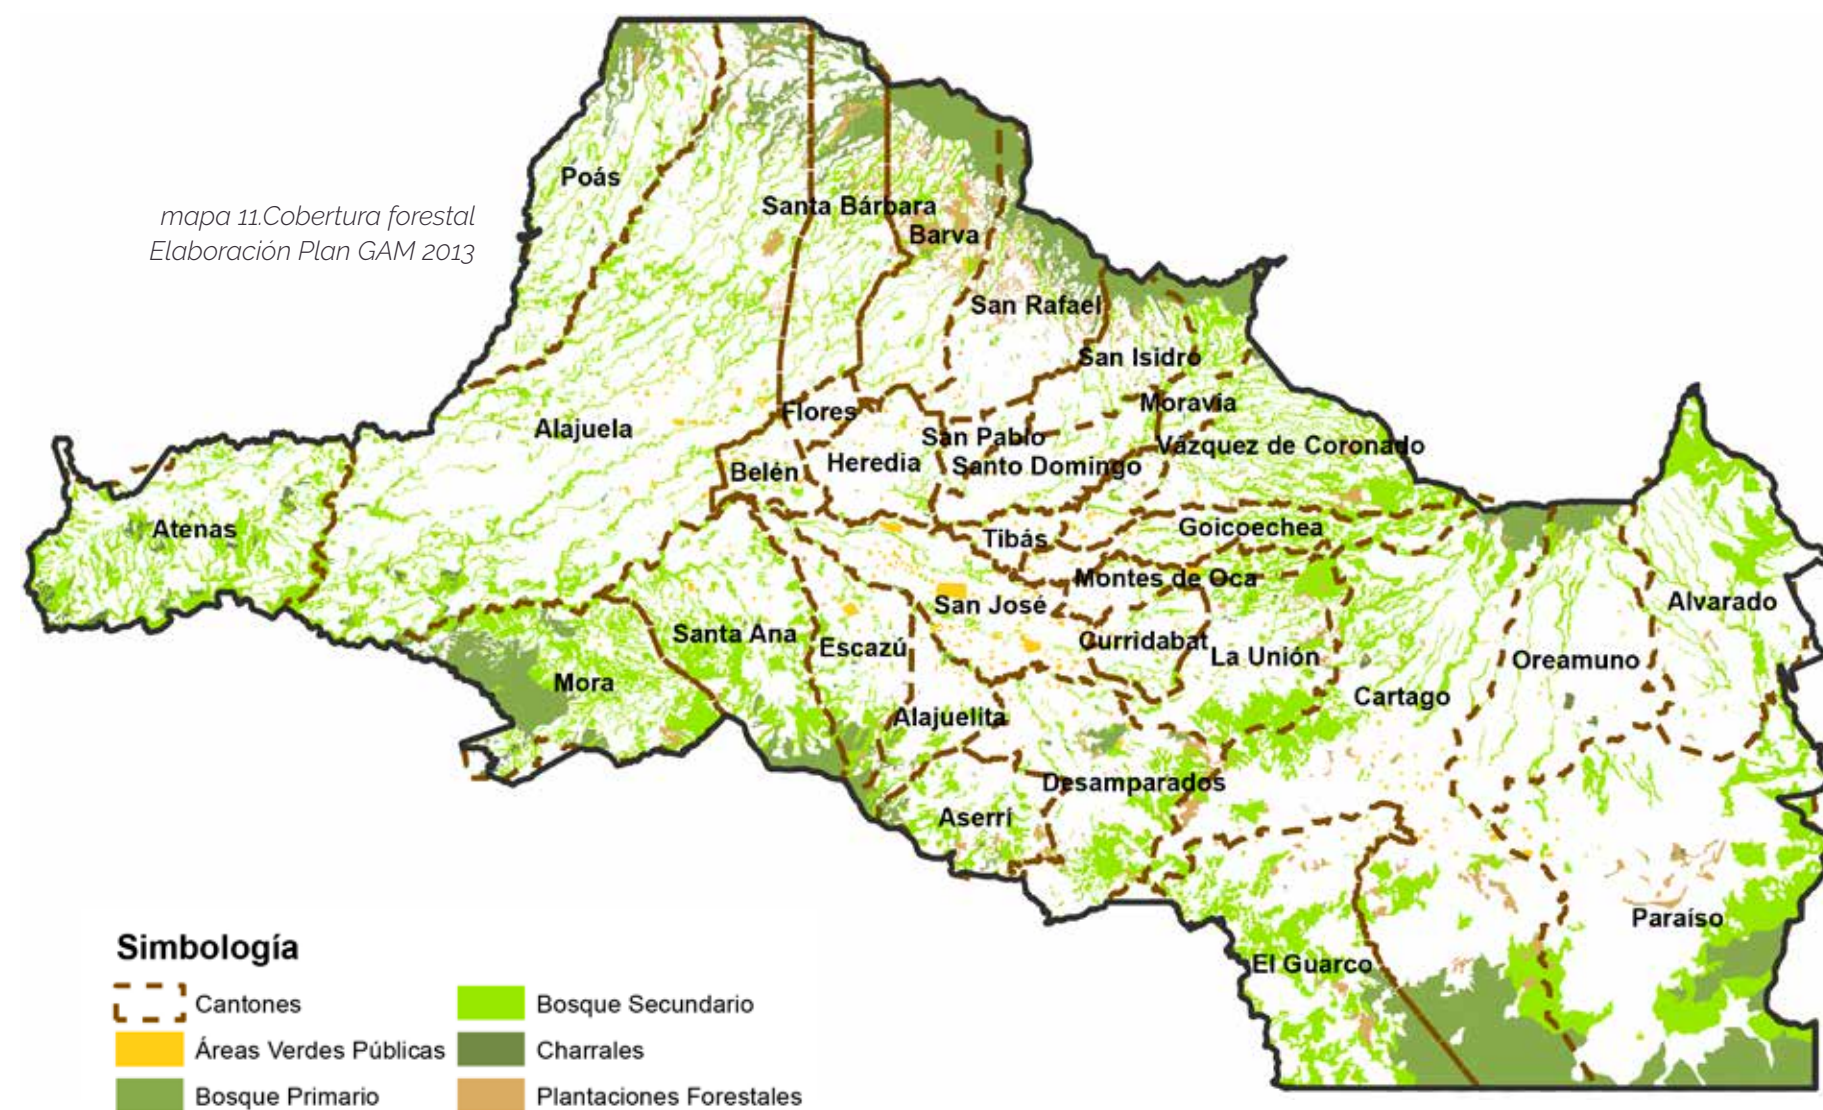 mapa 11.Cobertura forestal
Elaboración Plan GAM 2013
Poás
Santa Bárbara
Barva
San Rafael
San Isidro
Moravia
Alajuela
Flores
San Pablo
Vázquez de Coronado
Belén
Heredia
Santo Domingo
Atenas
Tibás
Goicoechea
Montes de Oca
San José
Alvarado
Santa Ana
Escazú
Curridabat
La Unión
Oreamuno
Mora
Cartago
Alajuelita
Desamparados
Aserrí
Paraíso
El Guarco
Simbología
Cantones
Bosque Secundario
Áreas Verdes Públicas
Charrales
Bosque Primario
Plantaciones Forestales